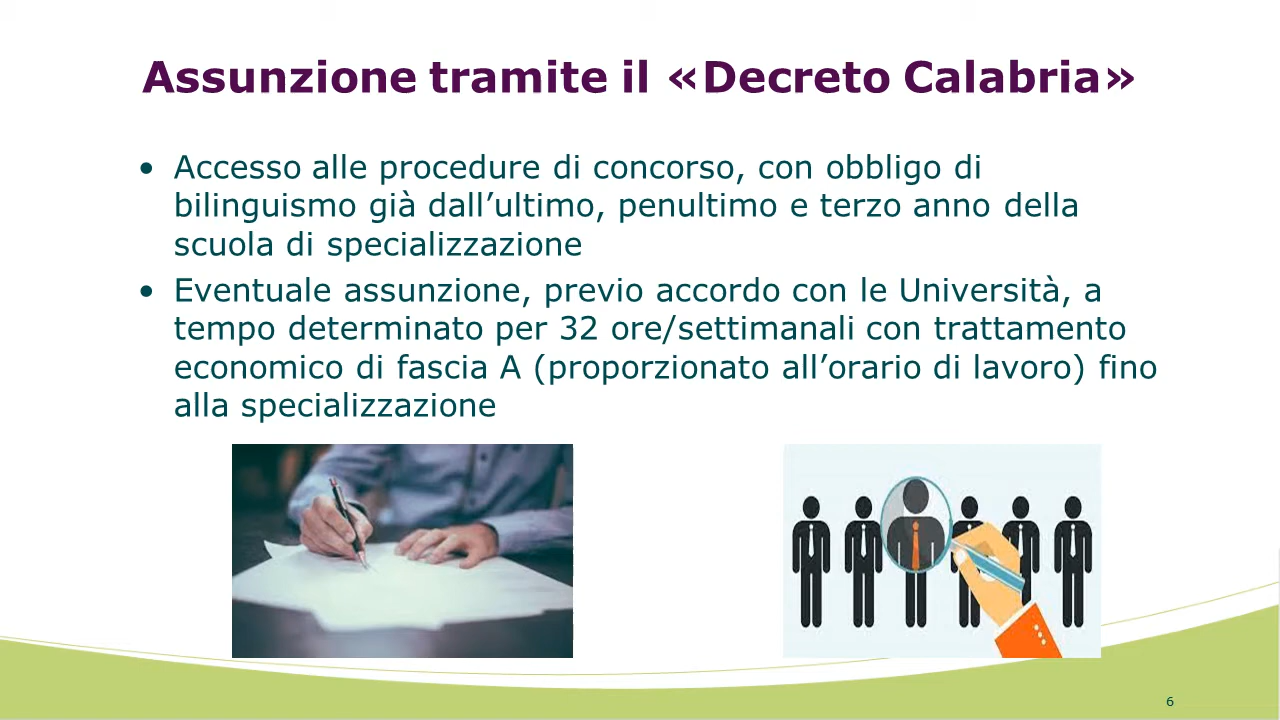 Assunzione tramite il «Decreto Calabria»
• Accesso alle procedure di concorso, con obbligo di
bilinguismo già dall’ultimo, penultimo e terzo anno della
scuola di specializzazione
• Eventuale assunzione, previo accordo con le Università, a
tempo determinato per 32 ore/settimanali con trattamento
economico di fascia A (proporzionato all’orario di lavoro) fino
alla specializzazione
6